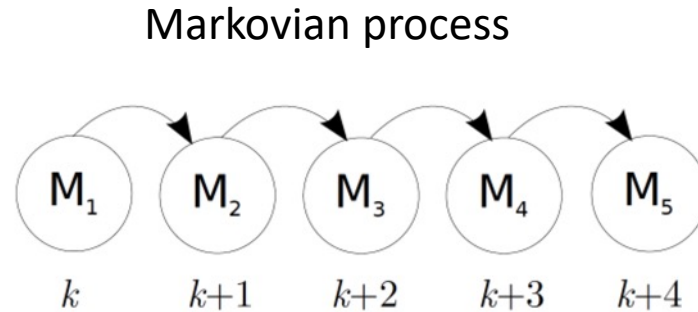 Markovian process
M₁ M₂ M₃ M₄ M₅
k k+1 k+2 k+3 k+4